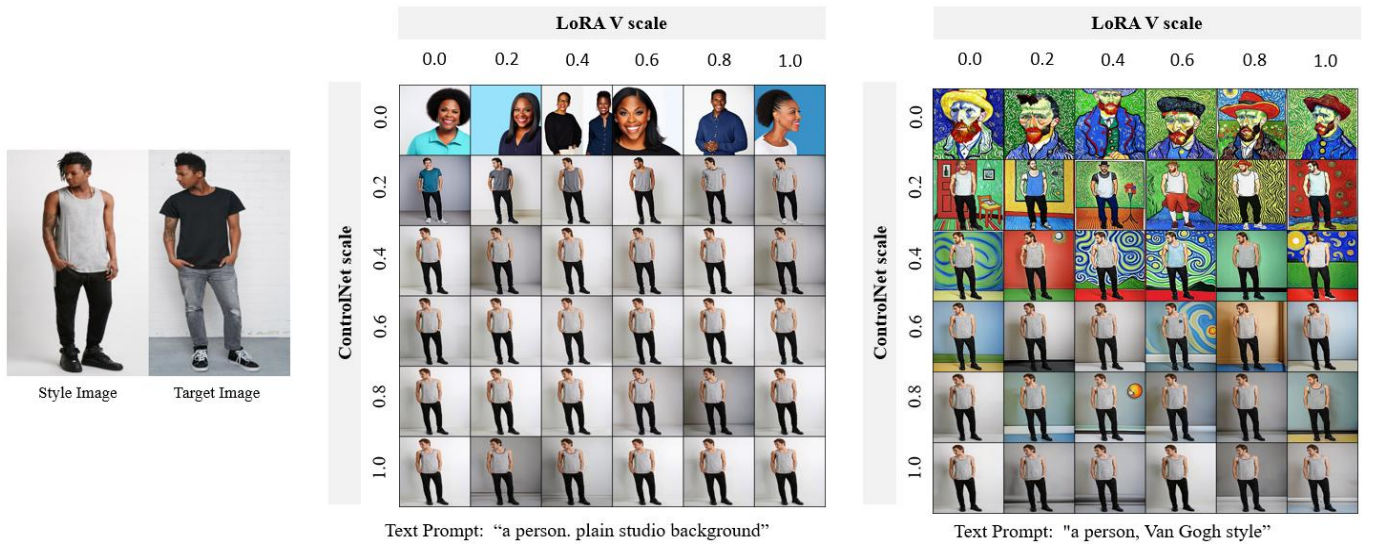 LoRA V scale
LoRA V scale
0.0 0.2 0.4 0.6 0.8 1.0
0.0 0.2 0.4 0.6 0.8 1.0
ControlNet scale
0.0
0.2
0.4
0.6
0.8
1.0
ControlNet scale
0.0
0.2
0.4
0.6
0.8
1.0
Style Image
Target Image
Text Prompt: “a person. plain studio background”
Text Prompt: "a person, Van Gogh style”